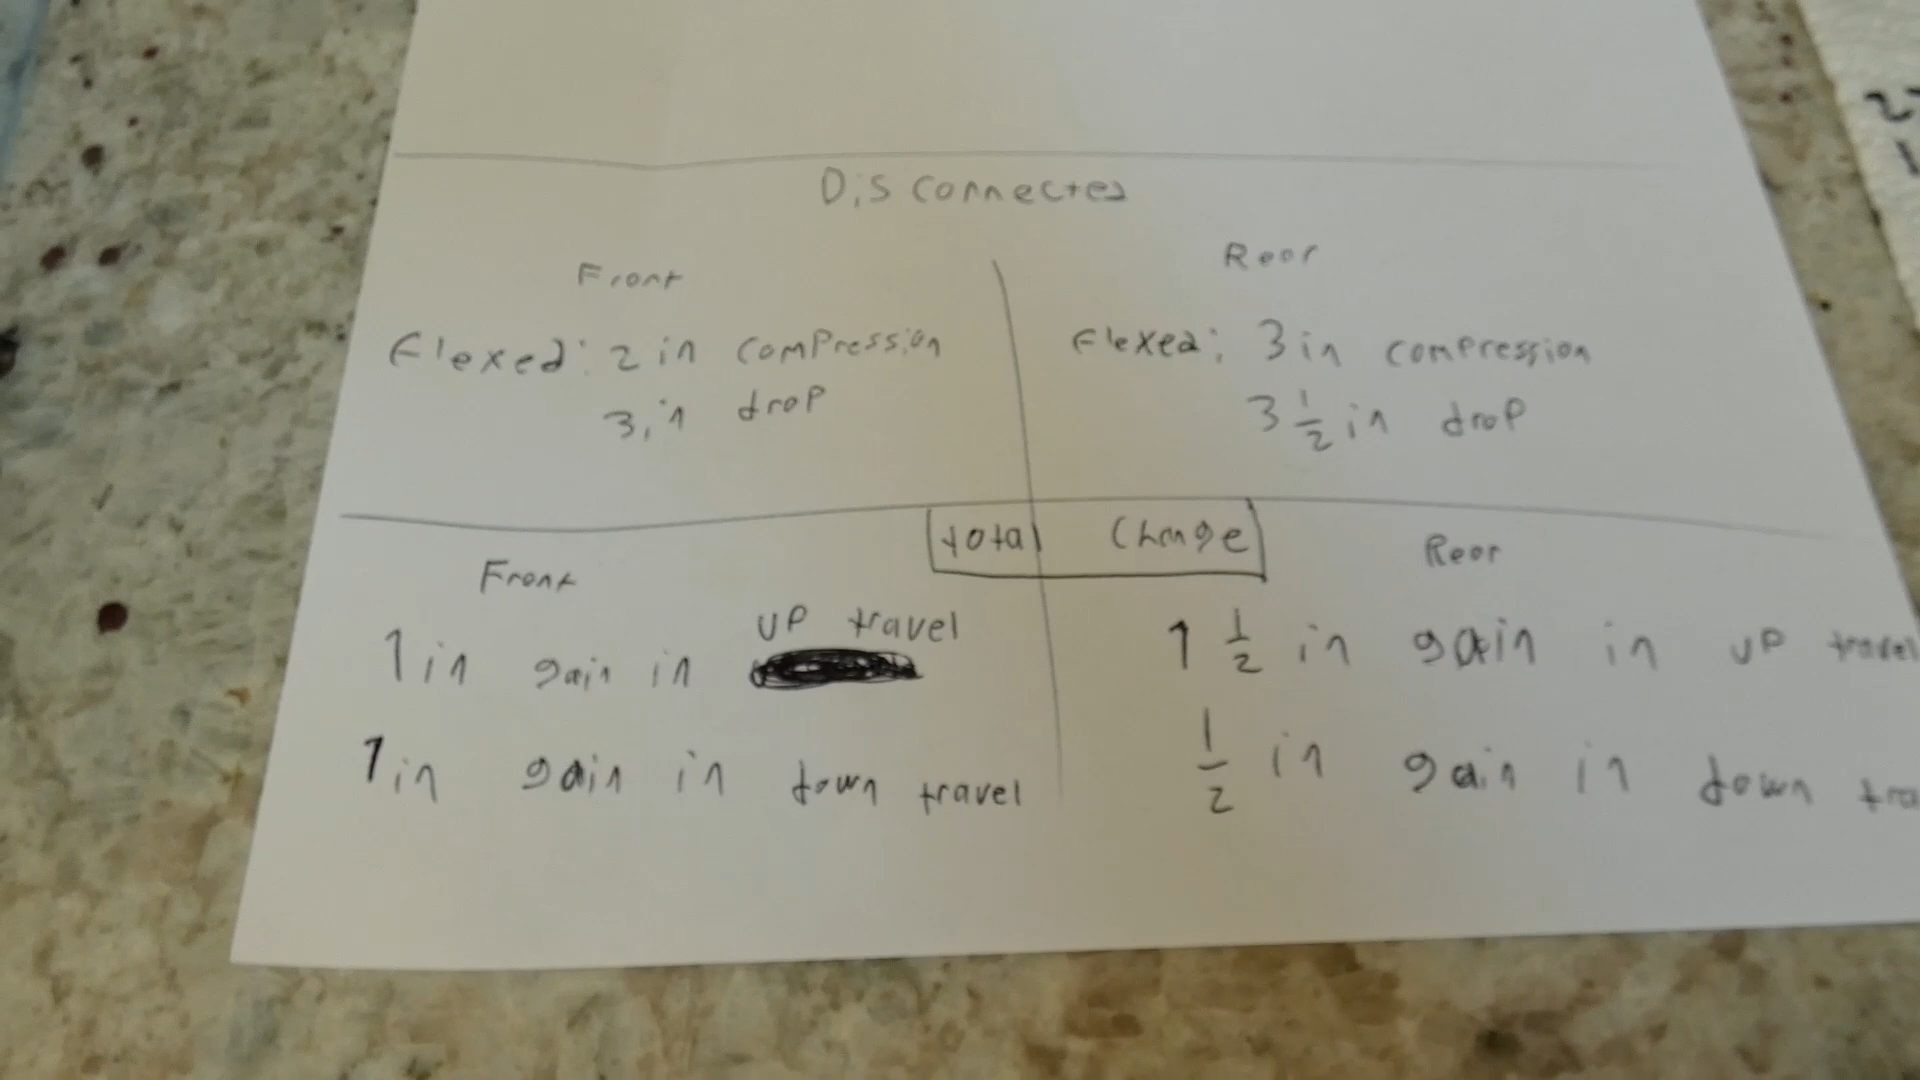 Disconnected
Front
Rear
Flexed: 2 in compression
3 in drop
Flexed: 3 in compression
3 1/2 in drop
total Change
Front
Rear
up travel
1 in gain in
1 in gain in down travel
1 1/2 in gain in up travel
1/2 in gain in down tra